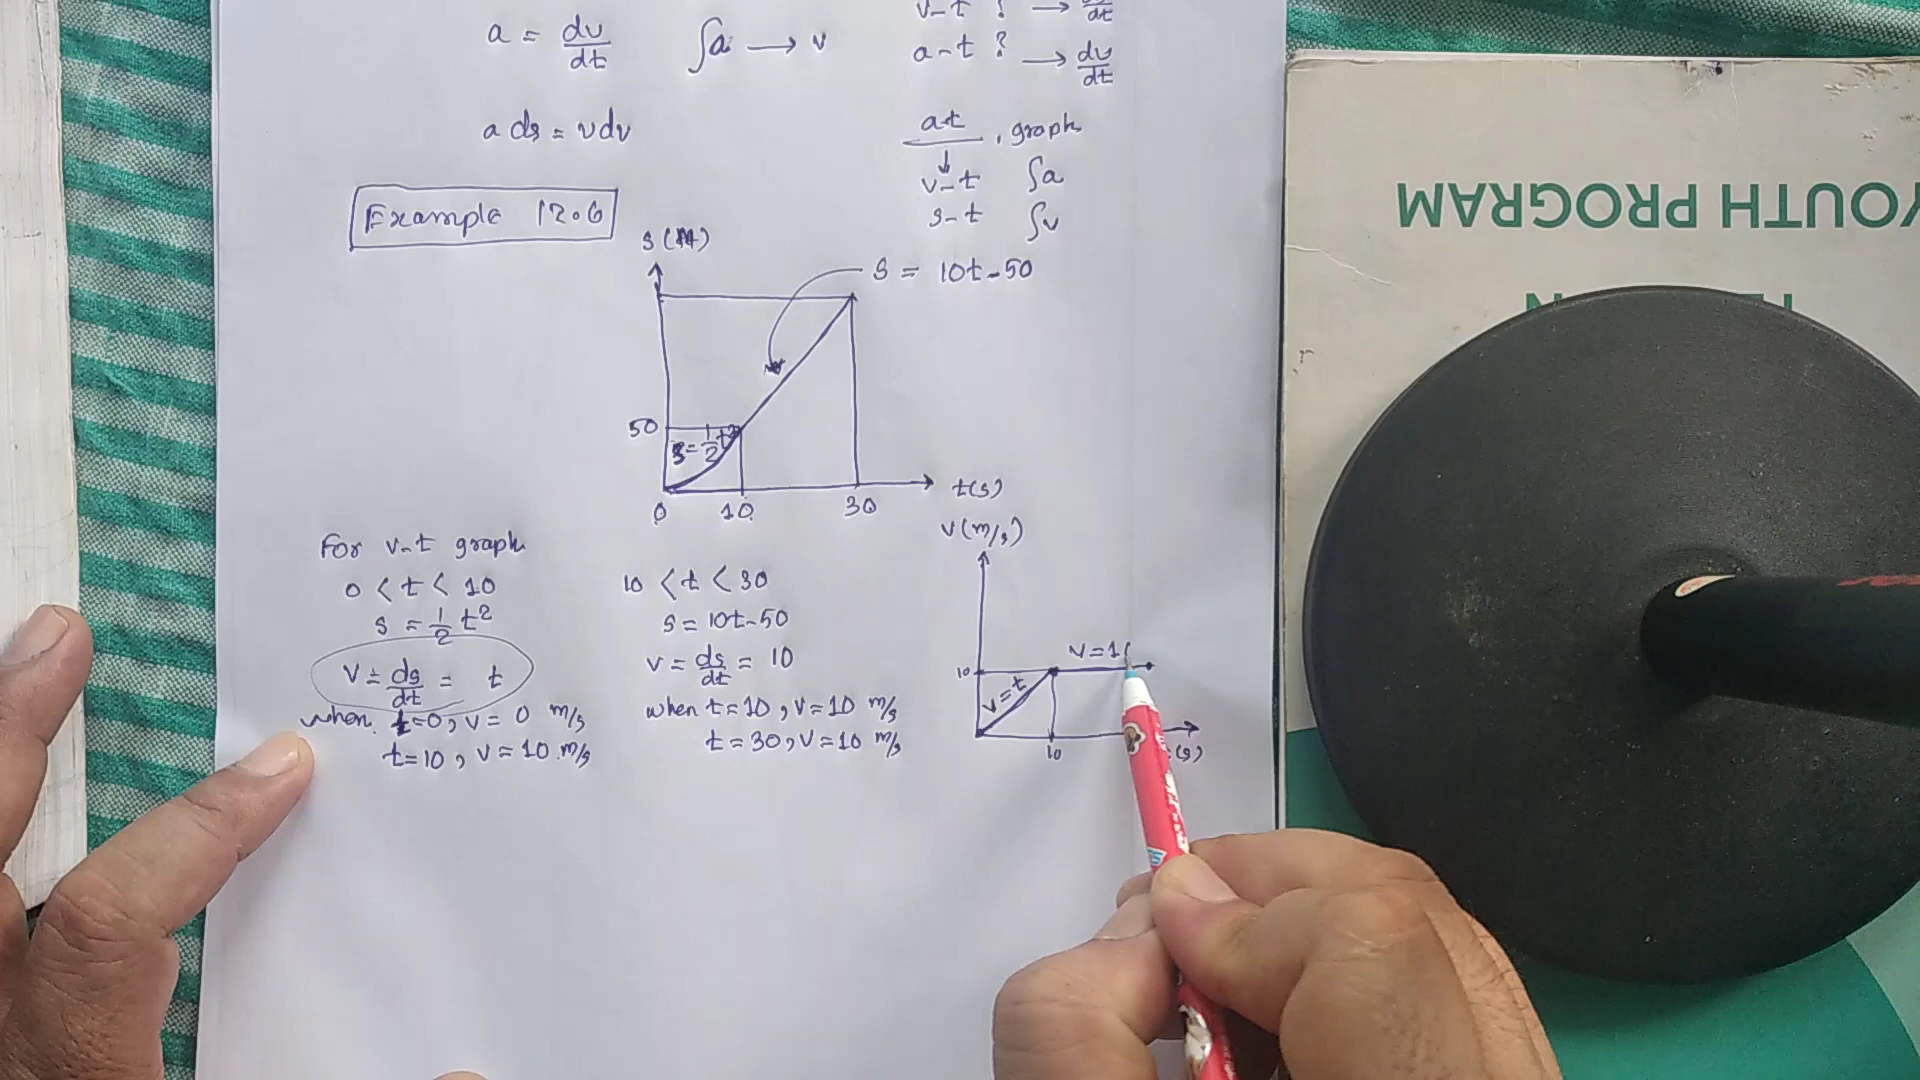 v-t ? → ds/dt
a = dv/dt ∫a → v a-t ? → dv/dt
a ds = v dv
a-t graph
↓
v-t ∫a
s-t ∫v
Example 12.6
s (m)
s = 10t - 50
50
s = 1/2 t²
0 10 30 t(s)
For v-t graph
0 < t < 10
s = 1/2 t²
v = ds/dt = t
when t=0, v = 0 m/s
t=10, v = 10 m/s
10 < t < 30
s = 10t - 50
v = ds/dt = 10
when t = 10, v = 10 m/s
t = 30, v = 10 m/s
v (m/s)
10 v = t
10 (s)
YOUTH PROGRAM